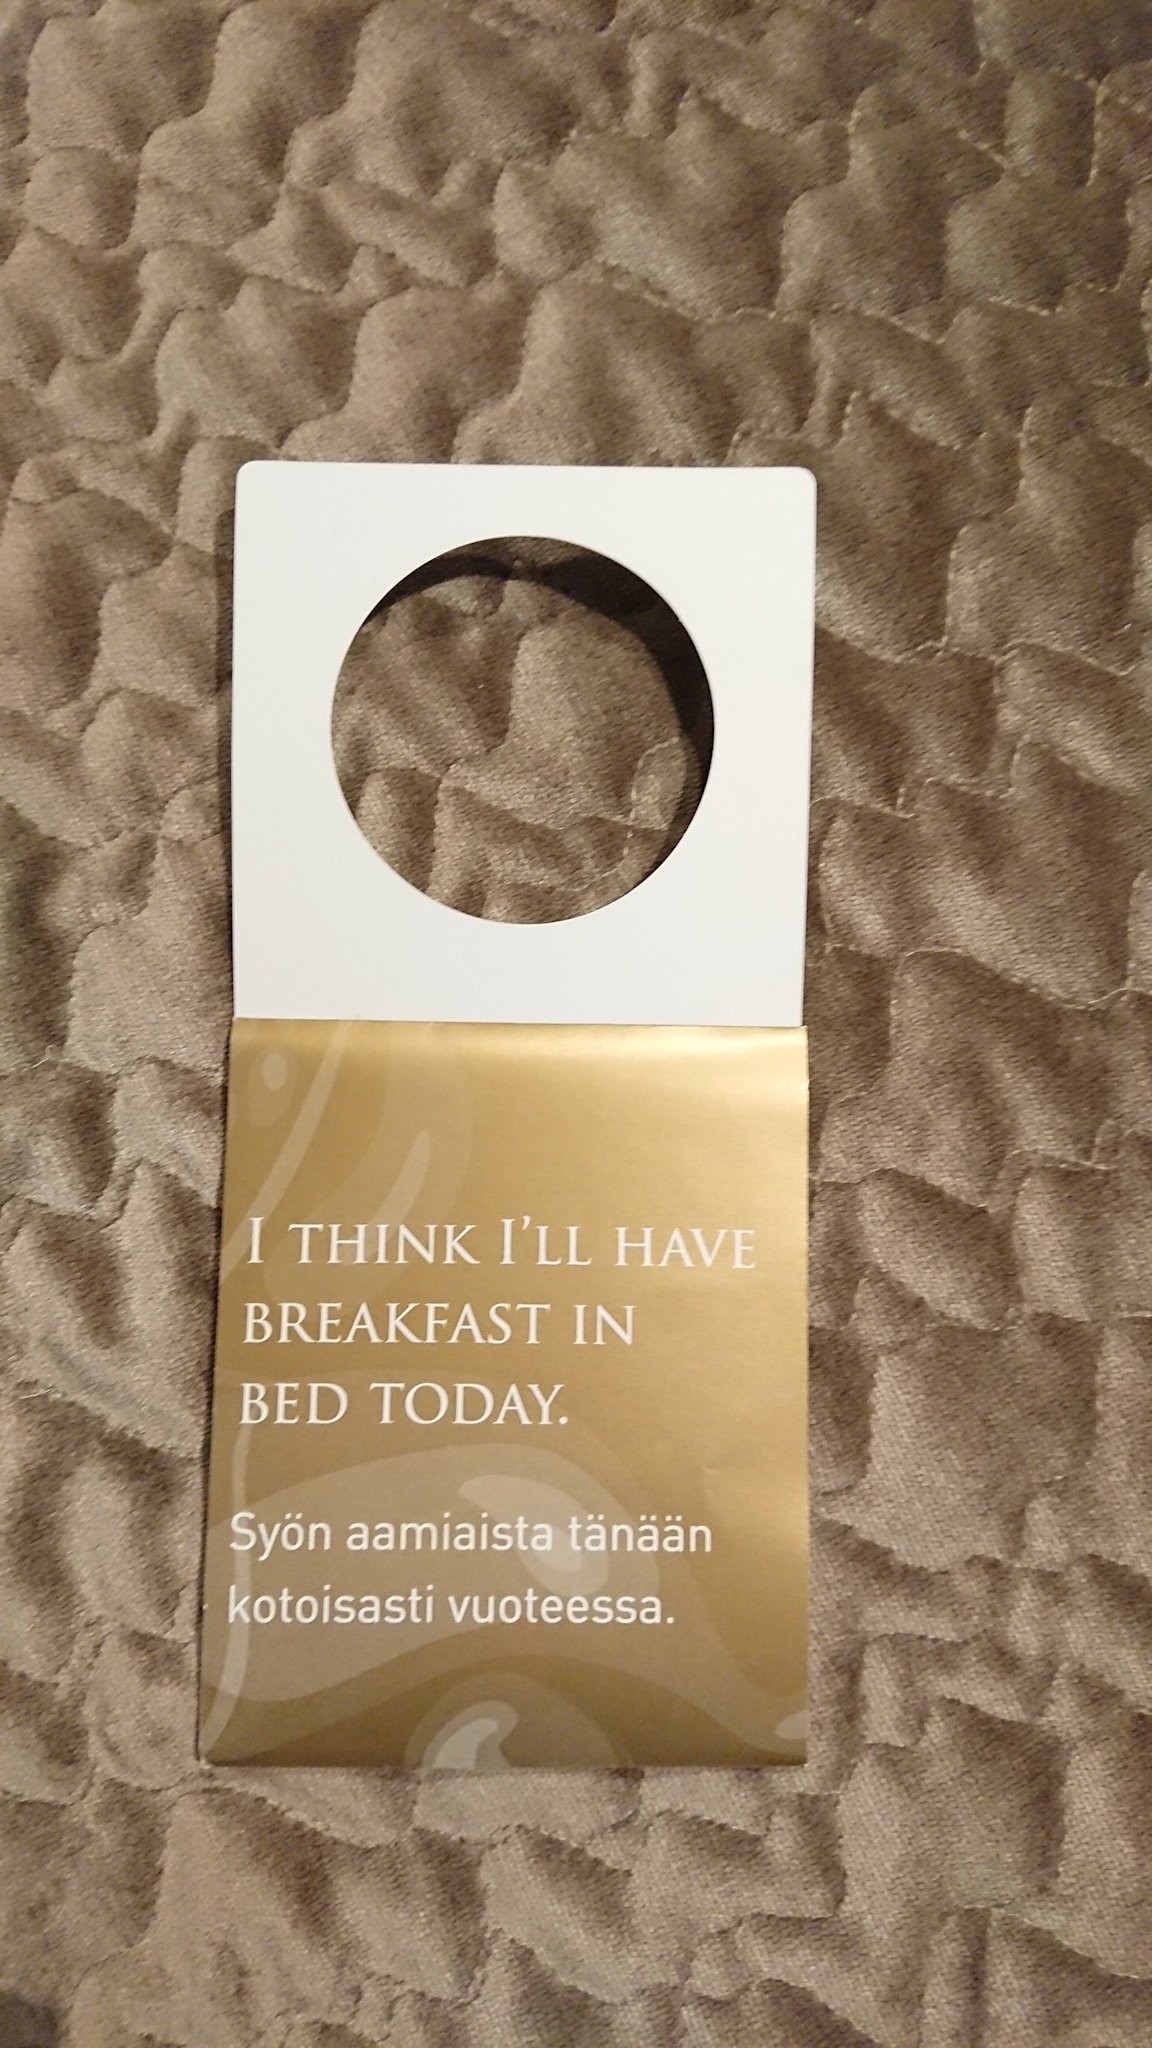 I THINK I'LL HAVE
BREAKFAST IN
BED TODAY.
Syön aamiaista tänään
kotoisasti vuoteessa.